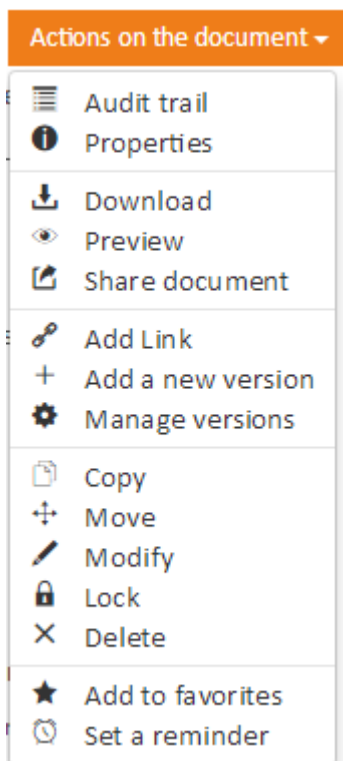 Actions on the document
Audit trail
Properties
Download
Preview
Share document
Add Link
Add a new version
Manage versions
Copy
Move
Modify
Lock
Delete
Add to favorites
Set a reminder